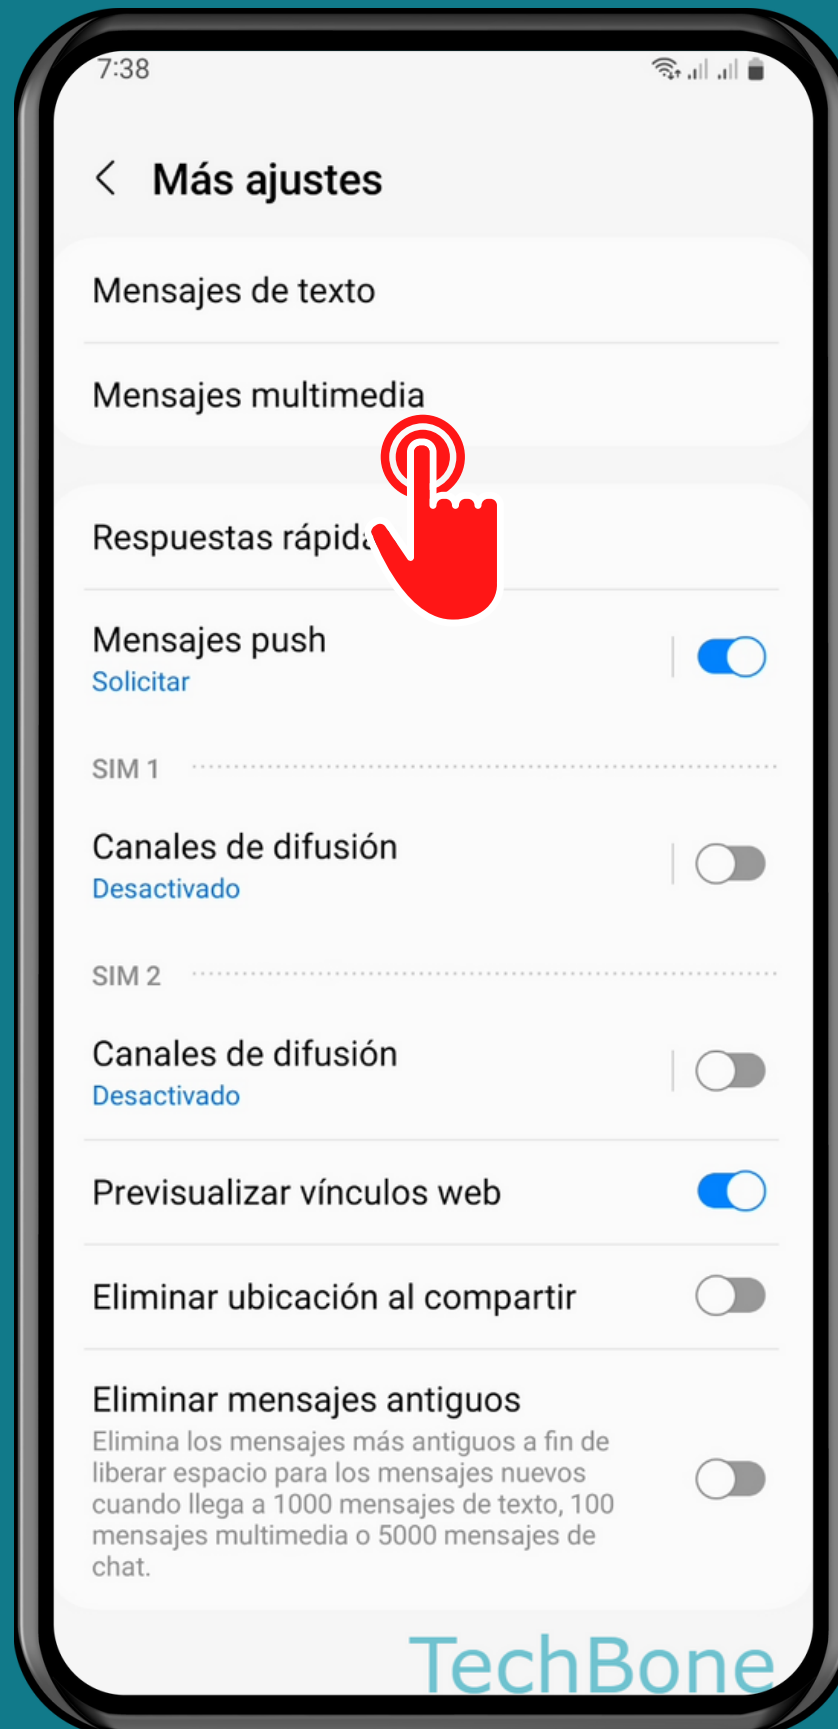 7:38
Más ajustes
Mensajes de texto
Mensajes multimedia
Respuestas
Mensajes push
Solicitar
SIM 1
Canales de difusión
Desactivado
SIM 2
Canales de difusión
Desactivado
Previsualizar vínculos web
Eliminar ubicación al compartir
Eliminar mensajes antiguos
Elimina los mensajes más antiguos a fin de
liberar espacio para los mensajes nuevos
cuando llega a 1000 mensajes de texto, 100
mensajes multimedia o 5000 mensajes de
chat.
TechBone